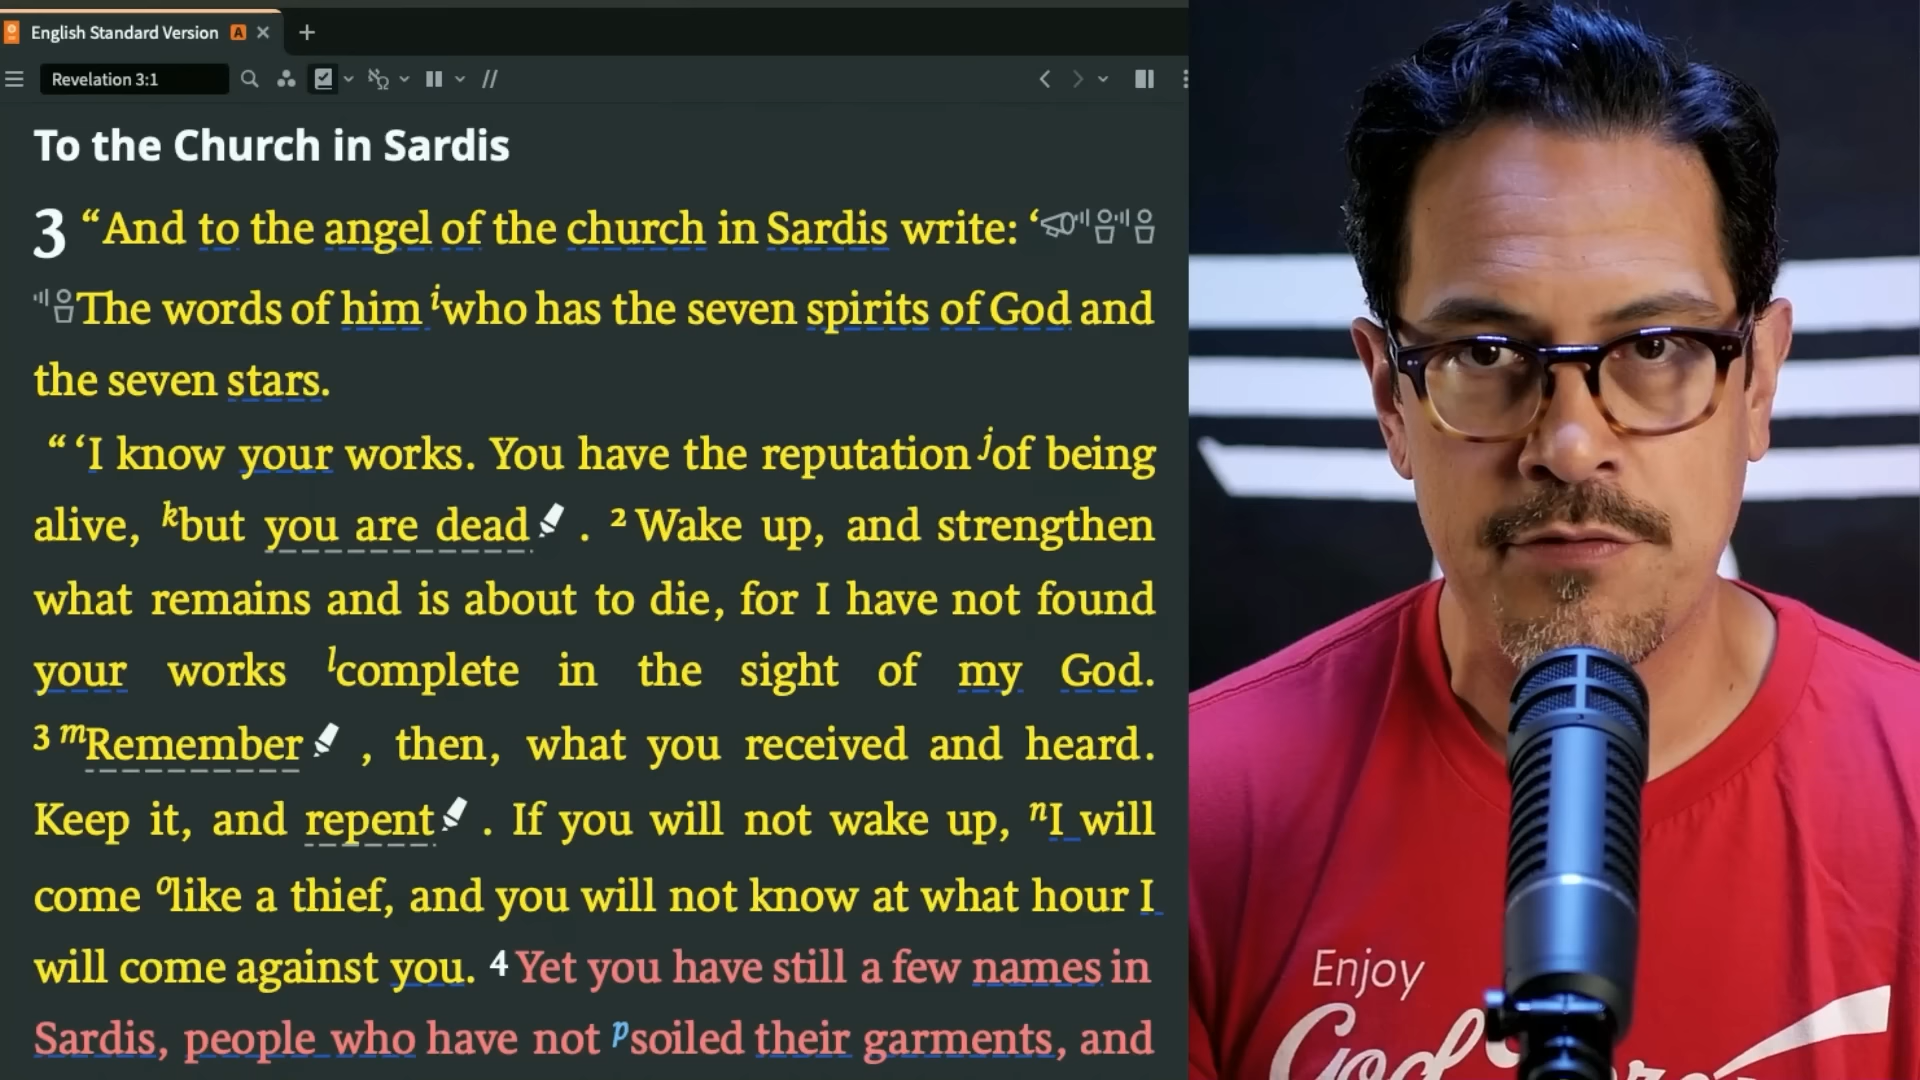 English Standard Version A
Revelation 3:1
To the Church in Sardis
3 “And to the angel of the church in Sardis write: ‘
The words of him i who has the seven spirits of God and
the seven stars.
“ ‘I know your works. You have the reputation j of being
alive, k but you are dead . 2 Wake up, and strengthen
what remains and is about to die, for I have not found
your works l complete in the sight of my God.
3 m Remember , then, what you received and heard.
Keep it, and repent . If you will not wake up, n I will
come o like a thief, and you will not know at what hour I
will come against you. 4 Yet you have still a few names in
Sardis, people who have not p soiled their garments, and
Enjoy
God